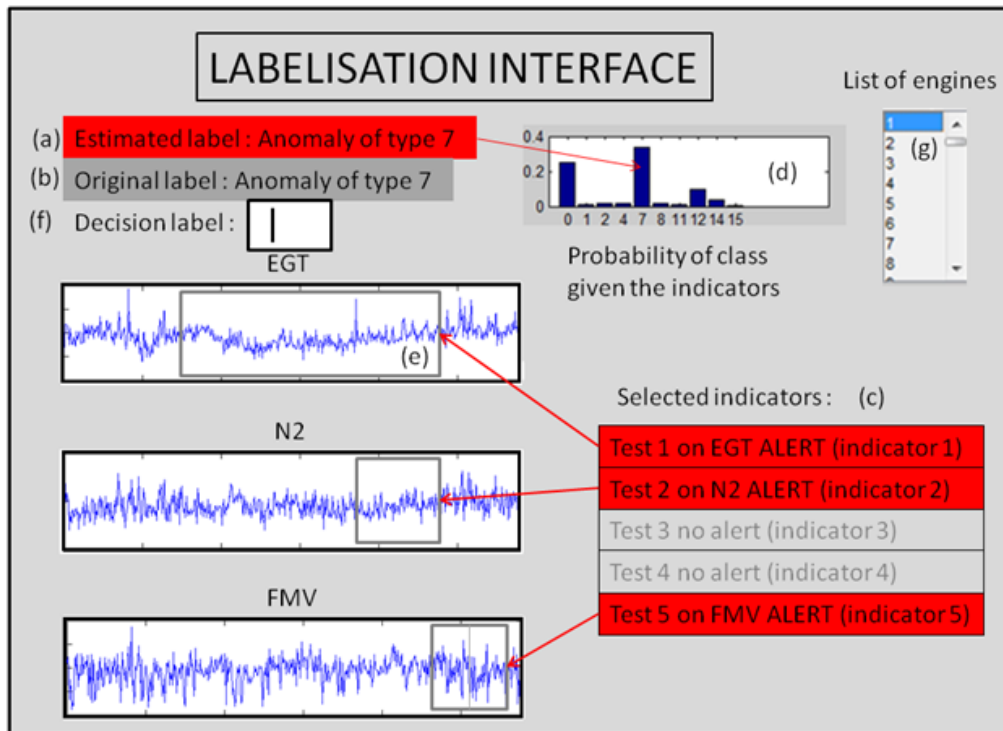 LABELISATION INTERFACE
List of engines
(a) Estimated label : Anomaly of type 7
(b) Original label : Anomaly of type 7
(f) Decision label :
0.4
0.2
0
(d)
0 1 2 4 7 8 11 12 14 15
Probability of class
given the indicators
1
2
(g)
3
4
5
6
7
8
EGT
(e)
N2
FMV
Selected indicators : (c)
Test 1 on EGT ALERT (indicator 1)
Test 2 on N2 ALERT (indicator 2)
Test 3 no alert (indicator 3)
Test 4 no alert (indicator 4)
Test 5 on FMV ALERT (indicator 5)